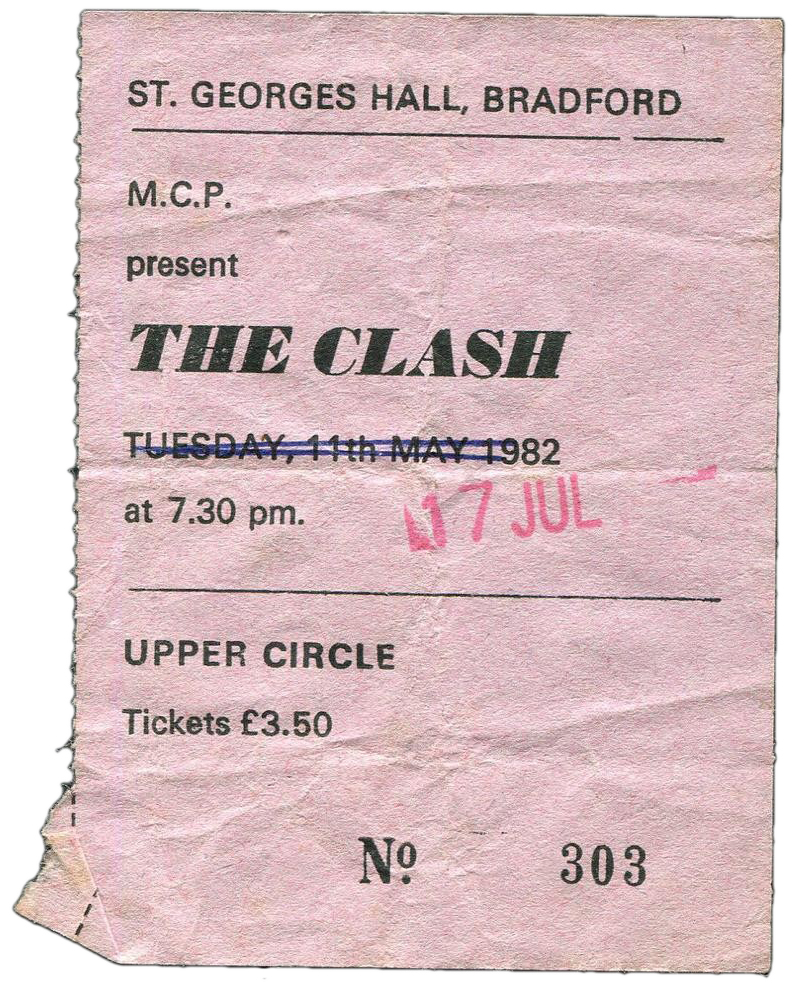 ST. GEORGES HALL, BRADFORD
M.C.P.
present
THE CLASH
TUESDAY, 11th MAY 1982
at 7.30 pm.
17 JUL
UPPER CIRCLE
Tickets £3.50
Nº 303